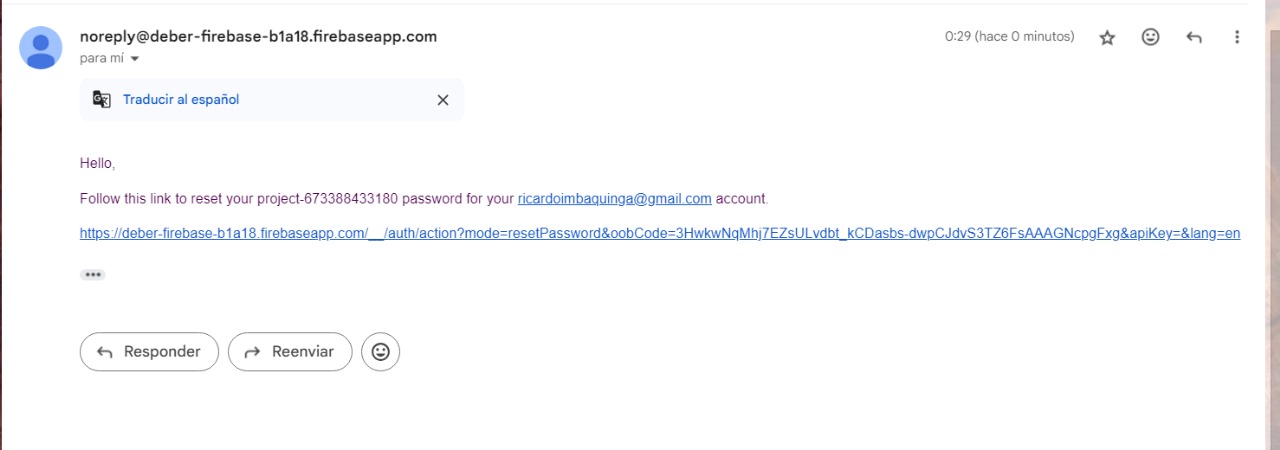 noreply@deber-firebase-b1a18.firebaseapp.com
0:29 (hace 0 minutos)
para mí
Traducir al español
Hello,
Follow this link to reset your project-673388433180 password for your ricardoimbaquinga@gmail.com account.
https://deber-firebase-b1a18.firebaseapp.com/__/auth/action?mode=resetPassword&oobCode=3HwkwNqMhj7EZsULvdbt_kCDasbs-dwpCJdvS3TZ6FsAAAGNcpgFxg&apiKey=&lang=en
Responder
Reenviar